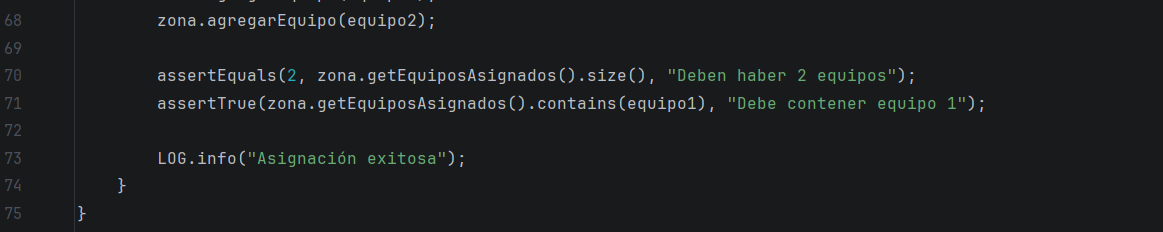 68 zona.agregarEquipo(equipo2);
69
70 assertEquals(2, zona.getEquiposAsignados().size(), "Deben haber 2 equipos");
71 assertTrue(zona.getEquiposAsignados().contains(equipo1), "Debe contener equipo 1");
72
73 LOG.info("Asignación exitosa");
74 }
75 }